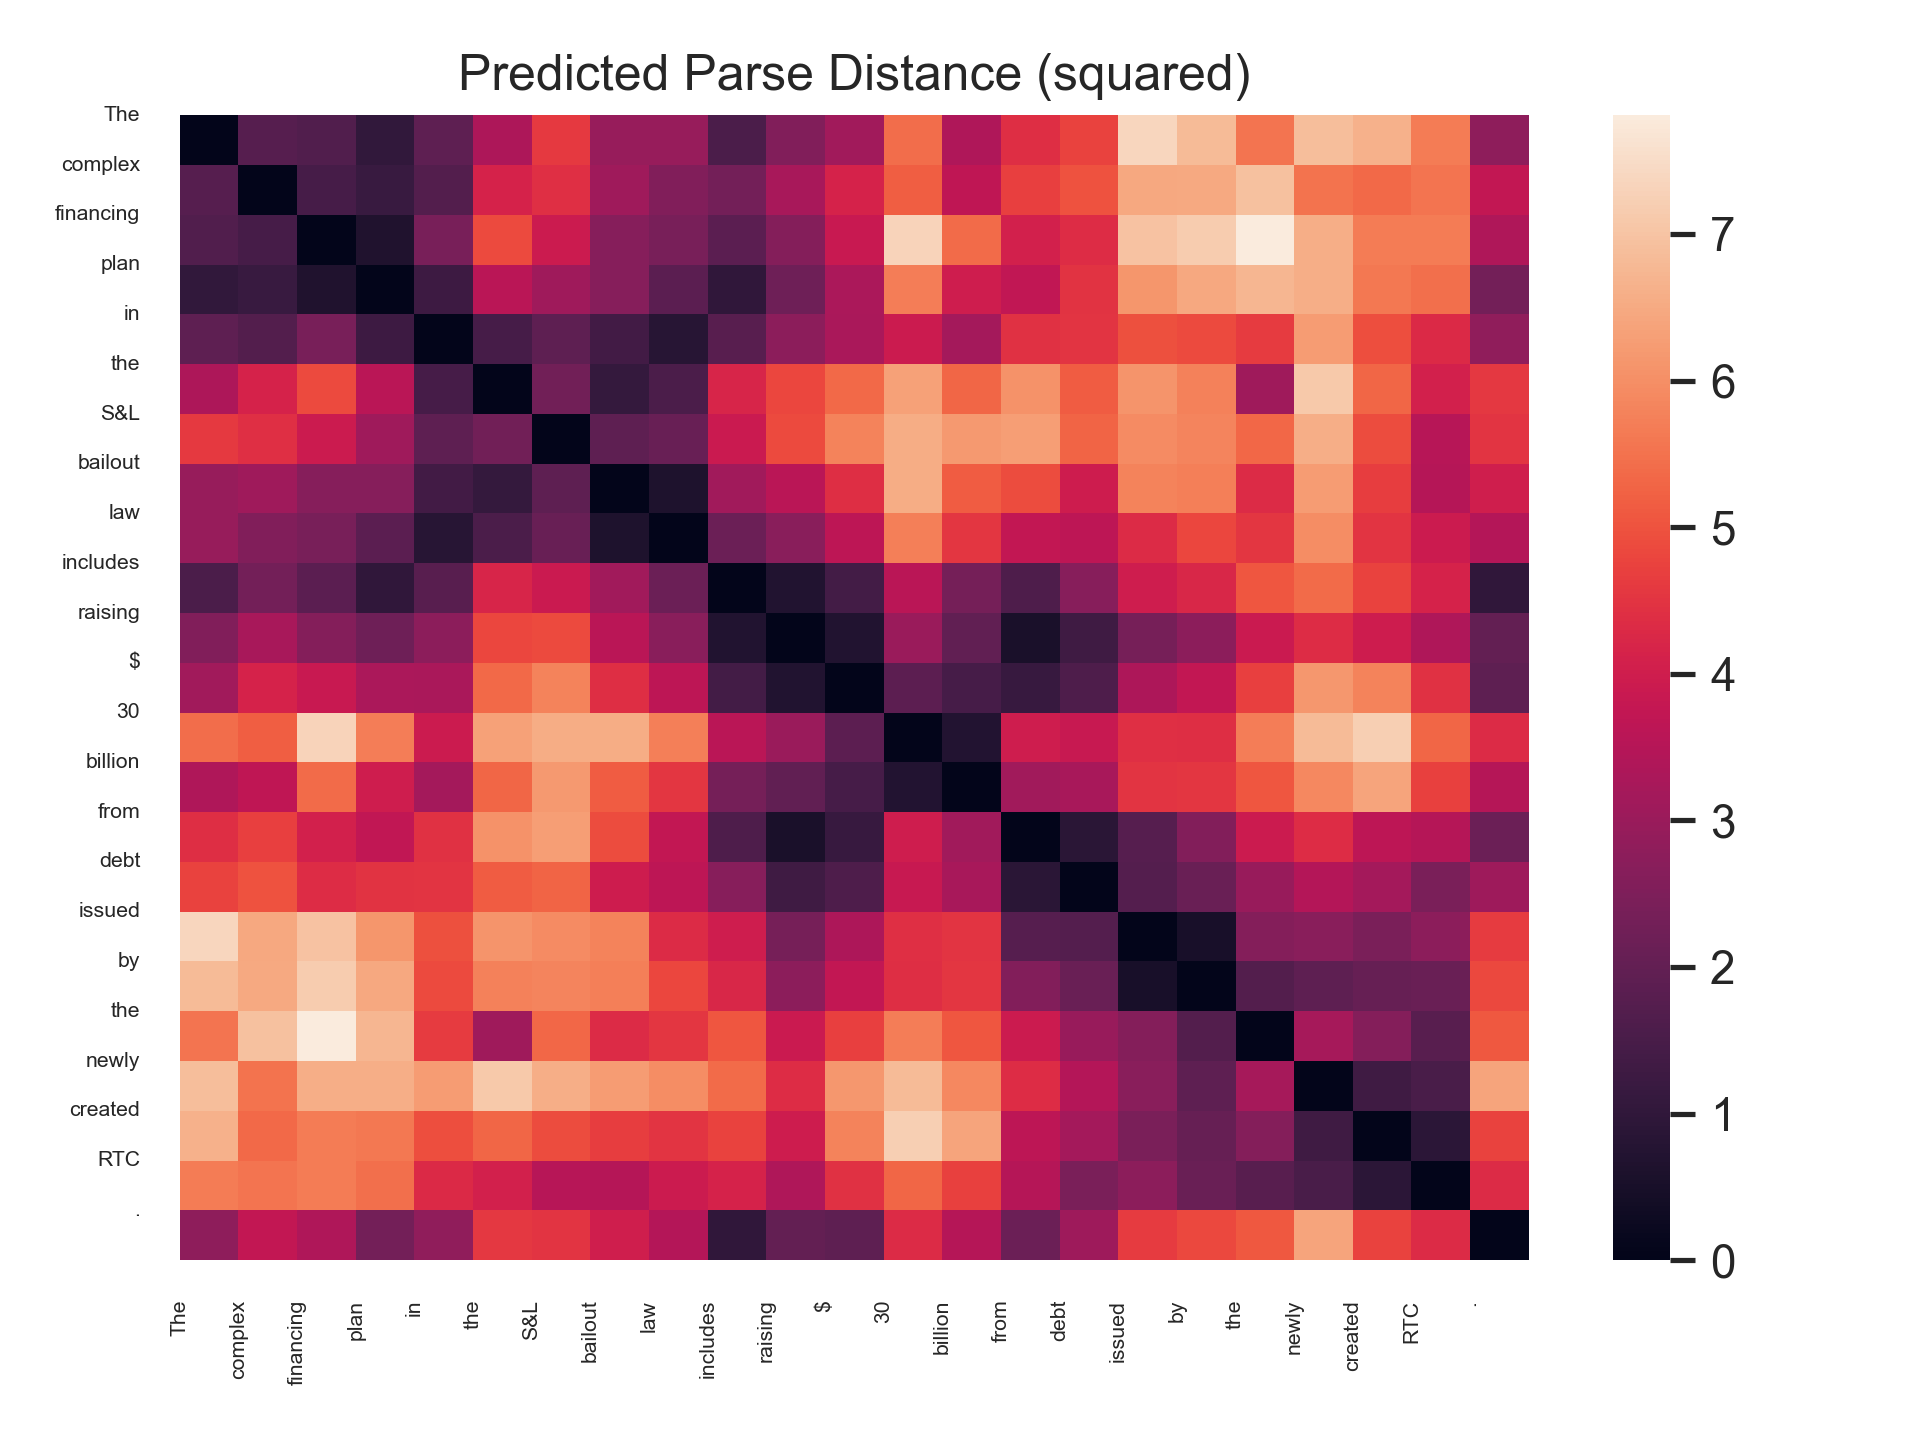 Predicted Parse Distance (squared)
The
complex
financing
plan
in
the
S&L
bailout
law
includes
raising
$
30
billion
from
debt
issued
by
the
newly
created
RTC
.
The
complex
financing
plan
in
the
S&L
bailout
law
includes
raising
$
30
billion
from
debt
issued
by
the
newly
created
RTC
.
7
6
5
4
3
2
1
0